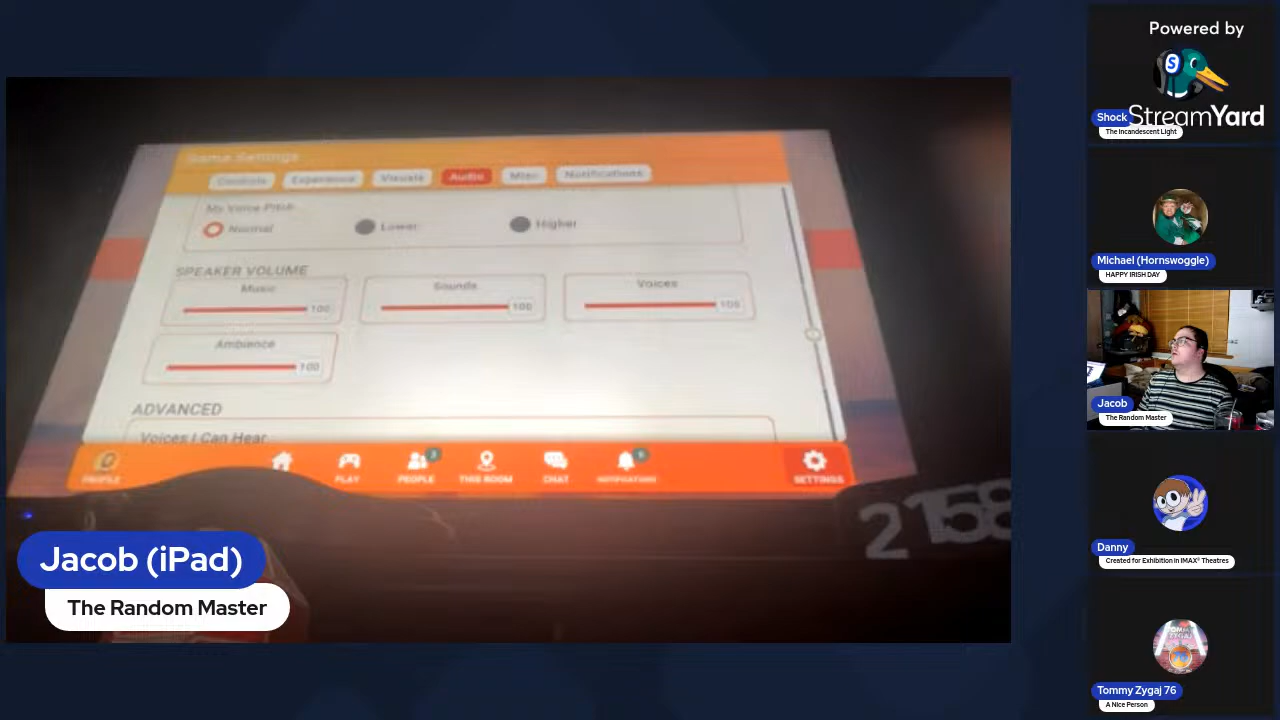 Game Settings
Controls
Experience
Visuals
Audio
Misc
Notifications
My Voice Pitch
Normal
Lower
Higher
SPEAKER VOLUME
Music
100
Sounds
100
Voices
100
Ambience
100
ADVANCED
Voices I Can Hear
PROFILE
PLAY
PEOPLE
THIS ROOM
CHAT
NOTIFICATIONS
SETTINGS
2158
Jacob (iPad)
The Random Master
Powered by
StreamYard
Shock
The Incandescent Light
Michael (Hornswoggle)
HAPPY IRISH DAY
Jacob
The Random Master
Danny
Created for Exhibition in IMAX® Theatres
Tommy Zygaj 76
A Nice Person